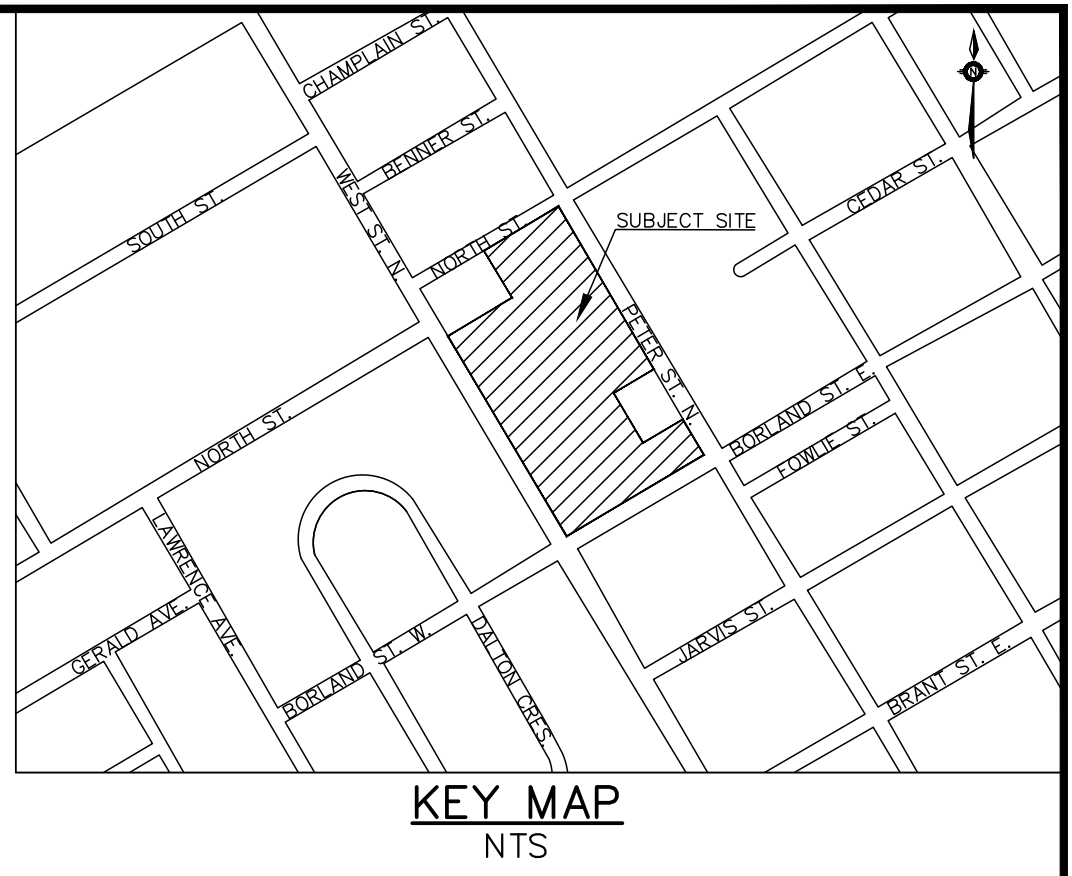 CHAMPLAIN ST.
BENNER ST.
SOUTH ST.
WEST ST. N.
NORTH ST.
SUBJECT SITE
CEDAR ST.
N
PETER ST. N.
BORLAND ST. E.
FOWLIE ST.
NORTH ST.
LAWRENCE AVE.
GERALD AVE.
BORLAND ST. W.
DALTON CRES.
JARVIS ST.
BRANT ST. E.
KEY MAP
NTS